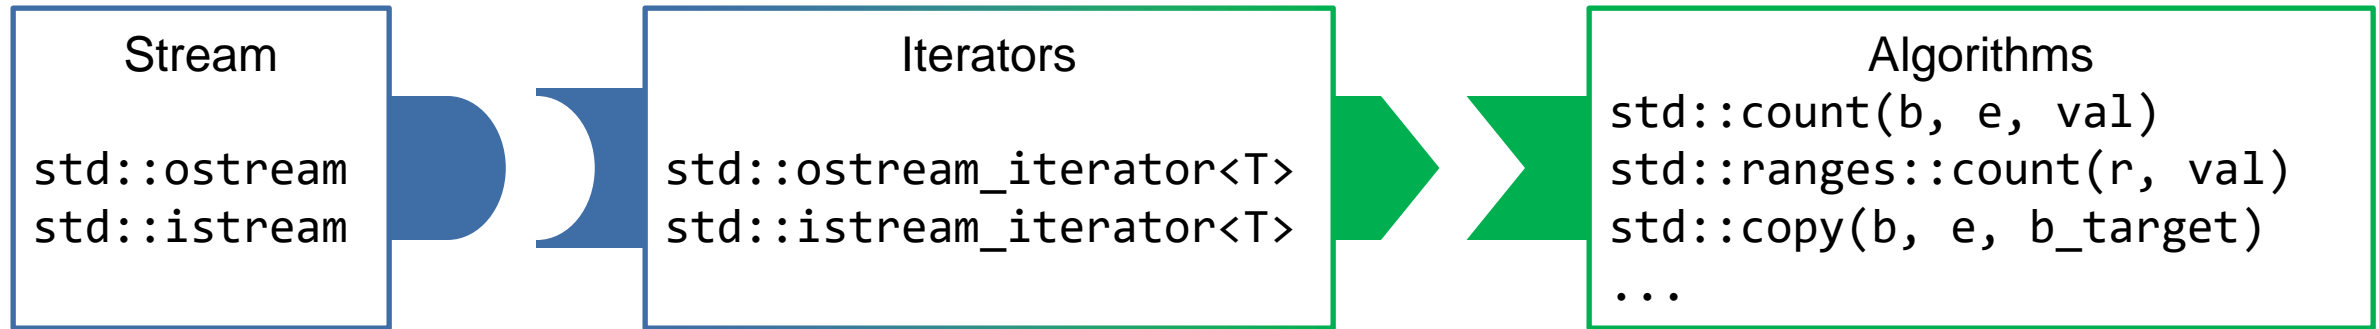 Stream
std::ostream
std::istream
Iterators
std::ostream_iterator<T>
std::istream_iterator<T>
Algorithms
std::count(b, e, val)
std::ranges::count(r, val)
std::copy(b, e, b_target)
...